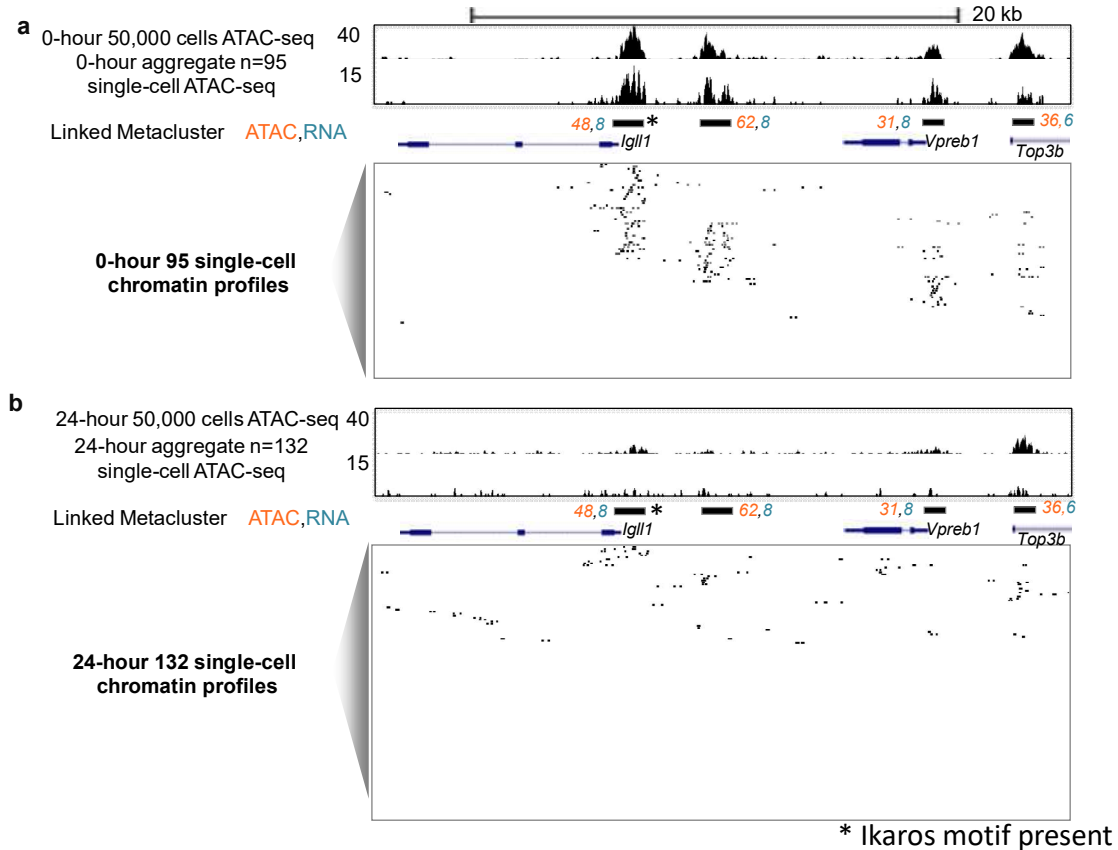 20 kb
a
0-hour 50,000 cells ATAC-seq
40
0-hour aggregate n=95
single-cell ATAC-seq
15
Linked Metacluster ATAC,RNA
48,8 * 62,8 31,8 36,6
Igll1 Vpreb1 Top3b
0-hour 95 single-cell
chromatin profiles
b
24-hour 50,000 cells ATAC-seq
40
24-hour aggregate n=132
single-cell ATAC-seq
15
Linked Metacluster ATAC,RNA
48,8 * 62,8 31,8 36,6
Igll1 Vpreb1 Top3b
24-hour 132 single-cell
chromatin profiles
* Ikaros motif present